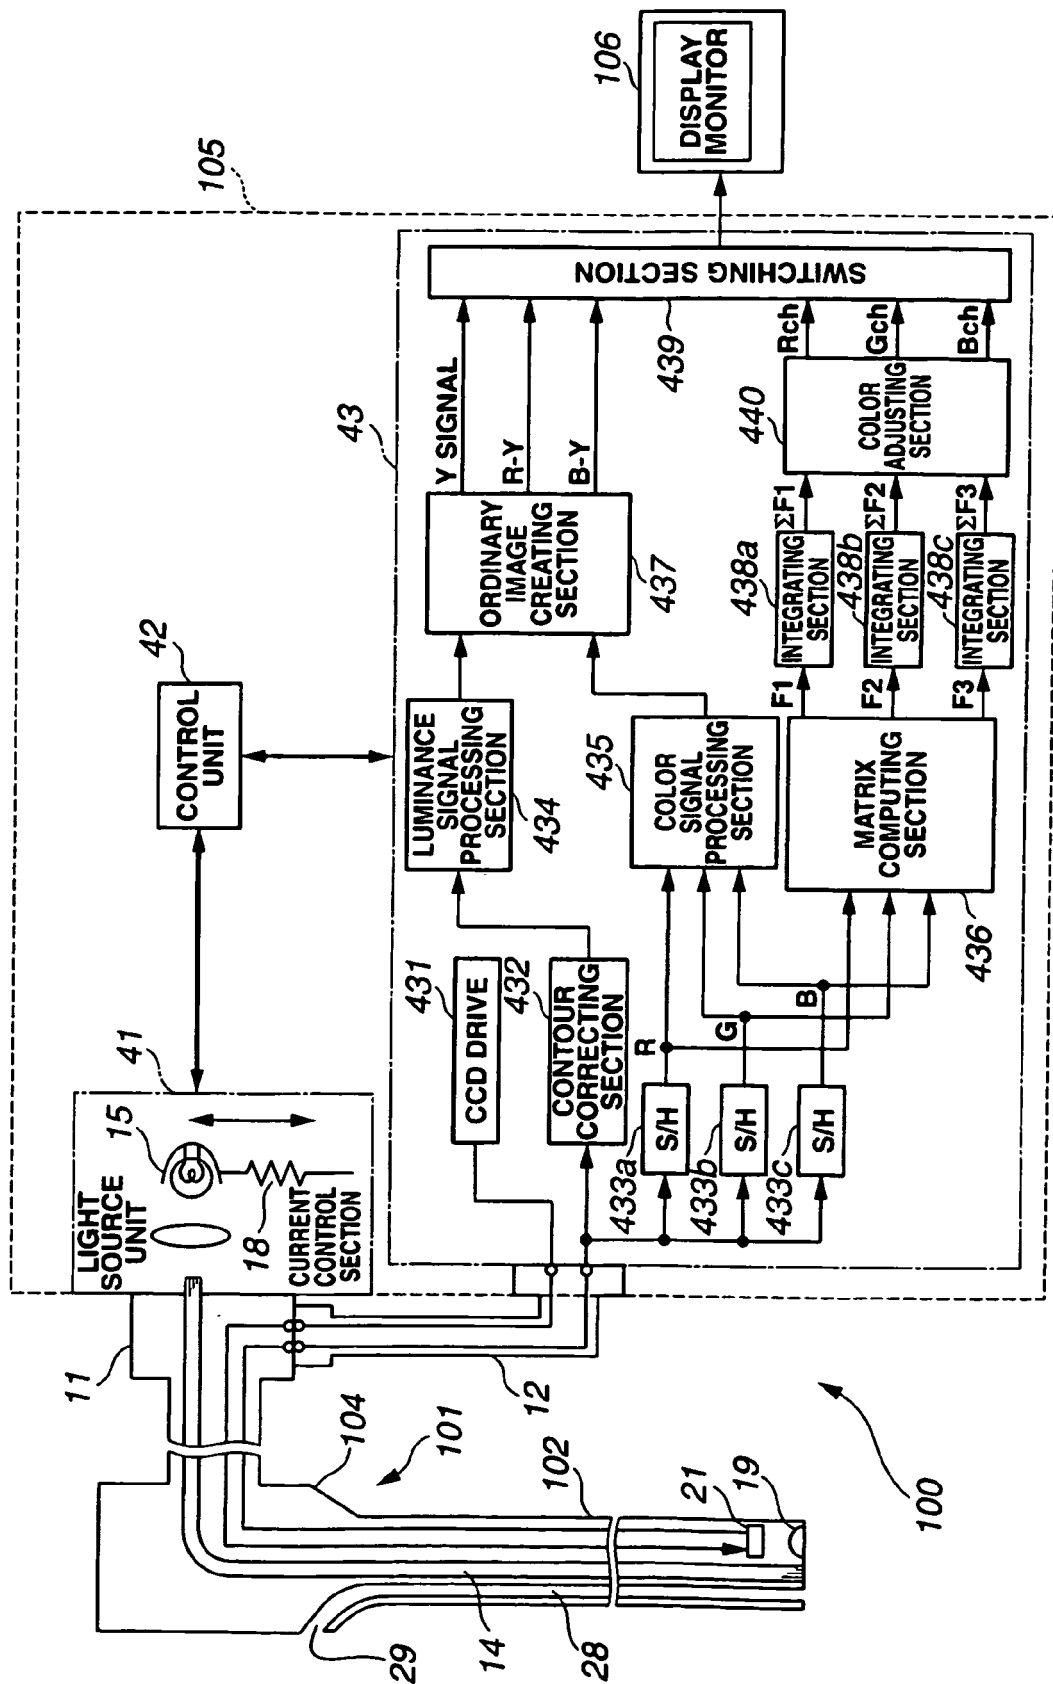 105
106
DISPLAY
MONITOR
42
CONTROL
UNIT
41
15
LIGHT
SOURCE
UNIT
18
CURRENT
CONTROL
SECTION
43
SWITCHING SECTION
439
Y SIGNAL
R-Y
B-Y
ORDINARY
IMAGE
CREATING
SECTION
437
LUMINANCE
SIGNAL
PROCESSING
SECTION
434
431
CCD DRIVE
432
CONTOUR
CORRECTING
SECTION
435
COLOR
SIGNAL
PROCESSING
SECTION
R
G
B
433a
S/H
433b
S/H
433c
S/H
MATRIX
COMPUTING
SECTION
436
F1
F2
F3
438a
INTEGRATING
SECTION
438b
INTEGRATING
SECTION
438c
INTEGRATING
SECTION
ΣF1
ΣF2
ΣF3
440
COLOR
ADJUSTING
SECTION
Rch
Gch
Bch
11
12
104
101
102
21
19
100
29
14
28